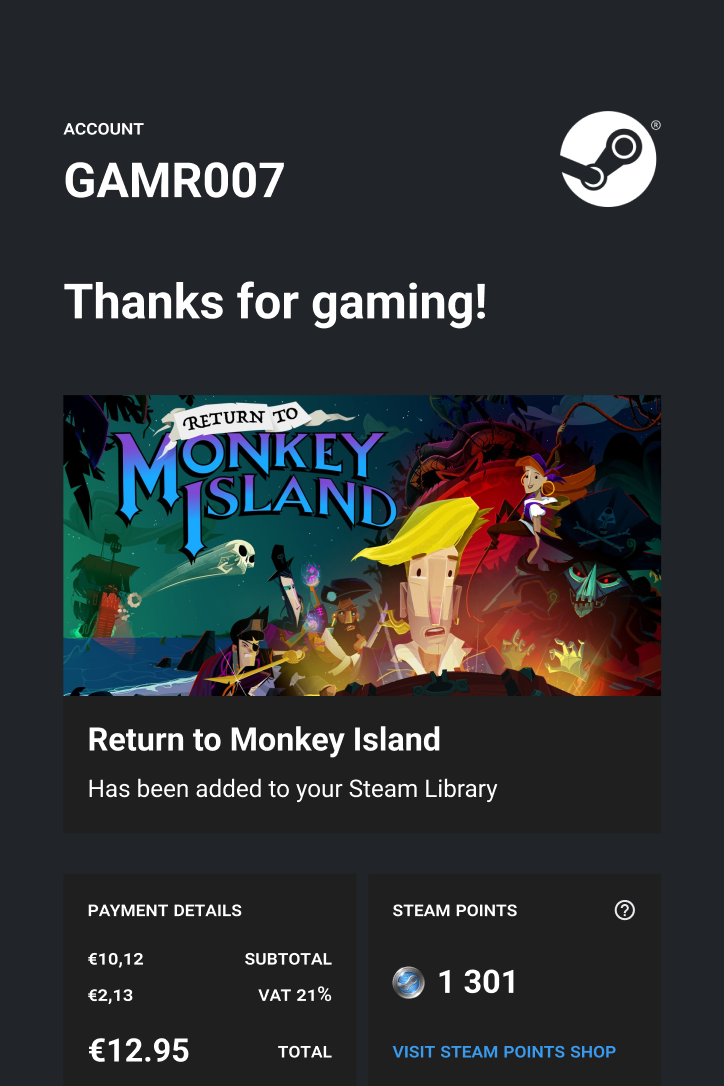 ACCOUNT
GAMR007
®
Thanks for gaming!
RETURN TO
MONKEY
ISLAND
Return to Monkey Island
Has been added to your Steam Library
PAYMENT DETAILS
€10,12 SUBTOTAL
€2,13 VAT 21%
€12.95 TOTAL
STEAM POINTS ?
1 301
VISIT STEAM POINTS SHOP